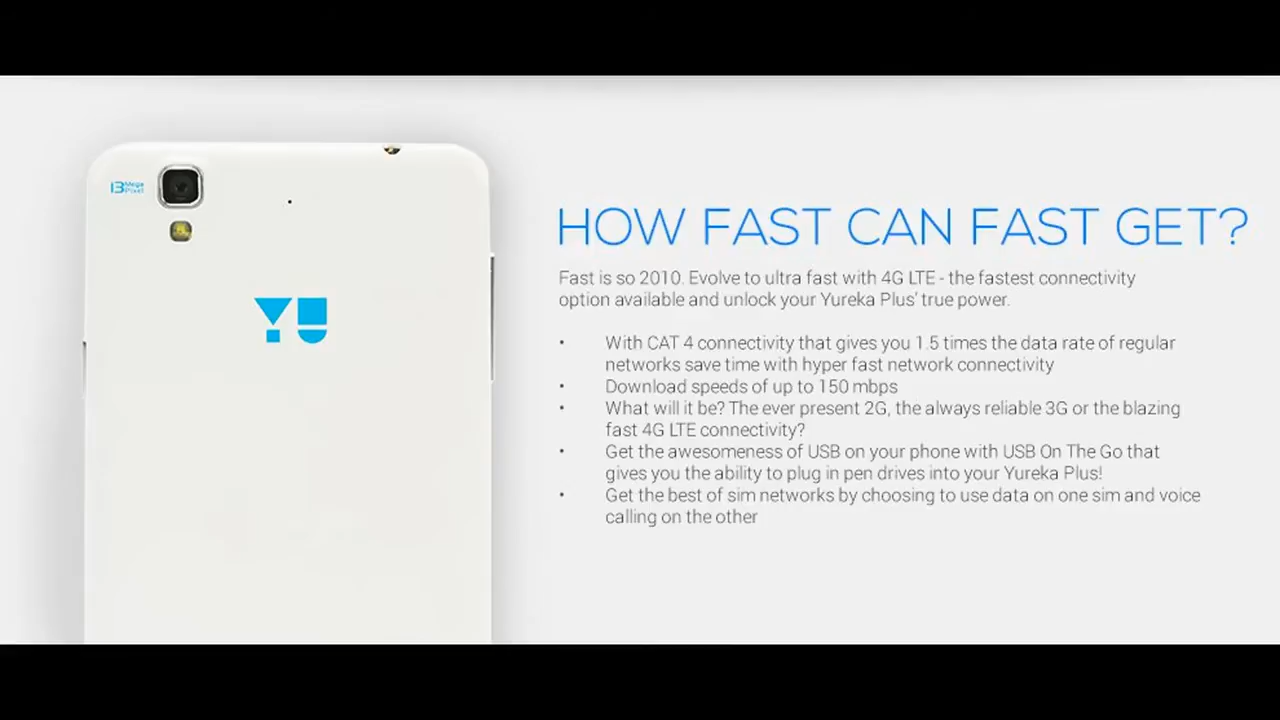 13 Mega
Pixel
YU
HOW FAST CAN FAST GET?
Fast is so 2010. Evolve to ultra fast with 4G LTE - the fastest connectivity
option available and unlock your Yureka Plus' true power.
• With CAT 4 connectivity that gives you 1.5 times the data rate of regular
networks save time with hyper fast network connectivity
• Download speeds of up to 150 mbps
• What will it be? The ever present 2G, the always reliable 3G or the blazing
fast 4G LTE connectivity?
• Get the awesomeness of USB on your phone with USB On The Go that
gives you the ability to plug in pen drives into your Yureka Plus!
• Get the best of sim networks by choosing to use data on one sim and voice
calling on the other